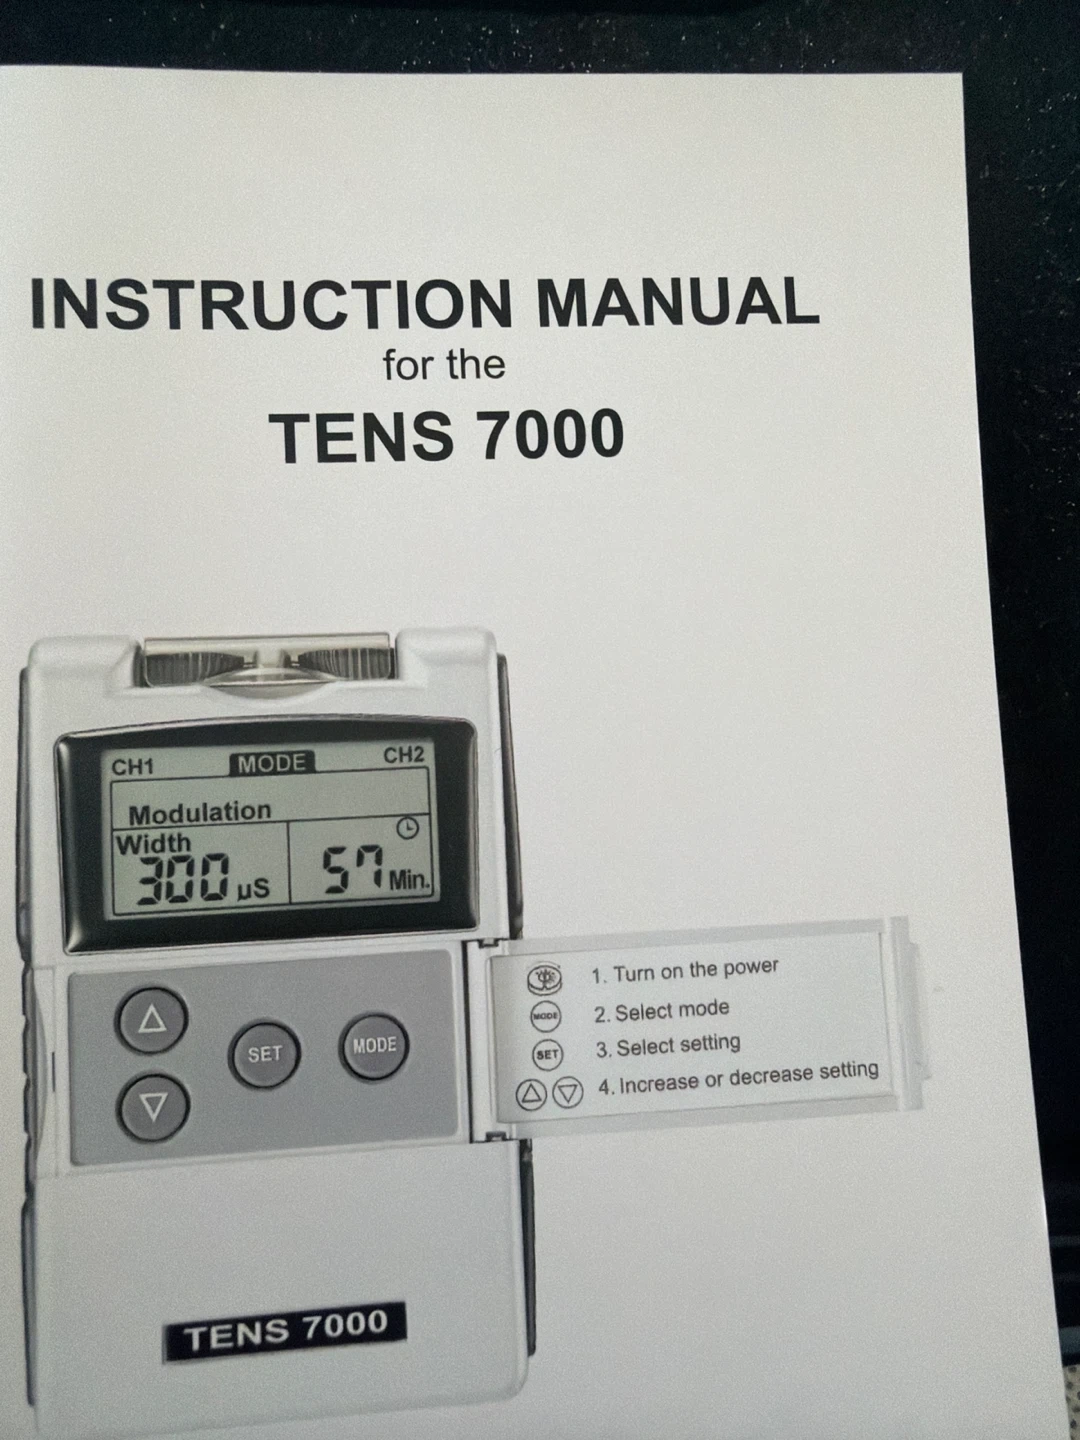 INSTRUCTION MANUAL
for the
TENS 7000
CH1 MODE CH2
Modulation
Width
300 µS 57 Min.
SET MODE
1. Turn on the power
MODE 2. Select mode
SET 3. Select setting
4. Increase or decrease setting
TENS 7000